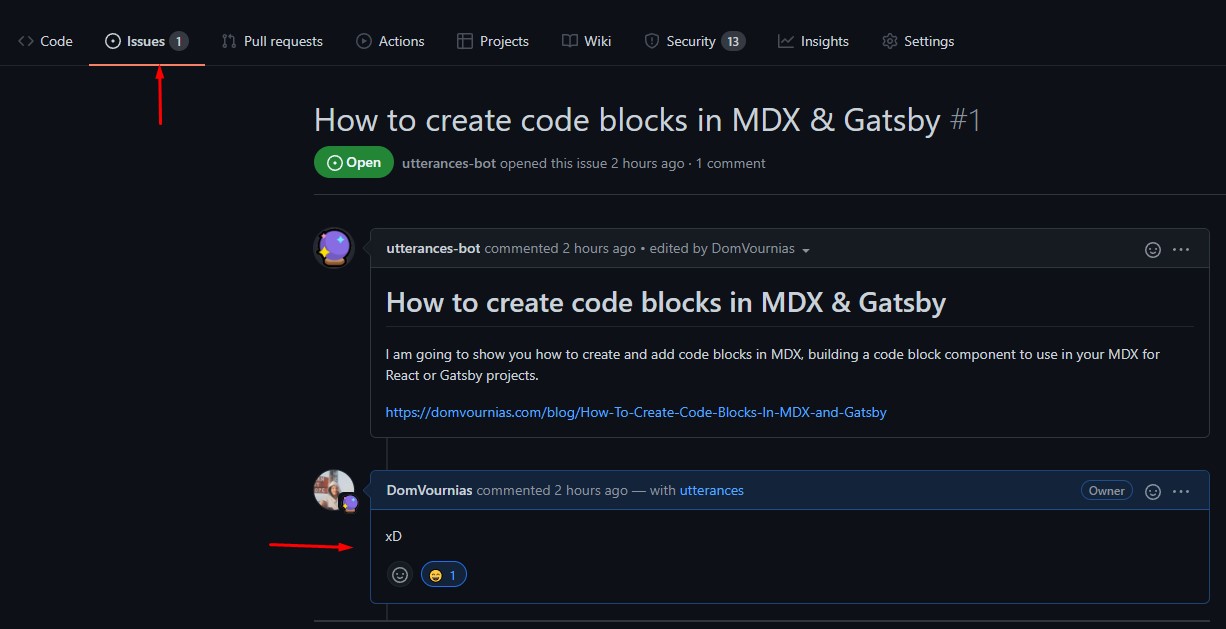 Code Issues 1 Pull requests Actions Projects Wiki Security 13 Insights Settings
How to create code blocks in MDX & Gatsby #1
Open utterances-bot opened this issue 2 hours ago · 1 comment
utterances-bot commented 2 hours ago • edited by DomVournias
How to create code blocks in MDX & Gatsby
I am going to show you how to create and add code blocks in MDX, building a code block component to use in your MDX for
React or Gatsby projects.
https://domvournias.com/blog/How-To-Create-Code-Blocks-In-MDX-and-Gatsby
DomVournias commented 2 hours ago — with utterances Owner
xD
1